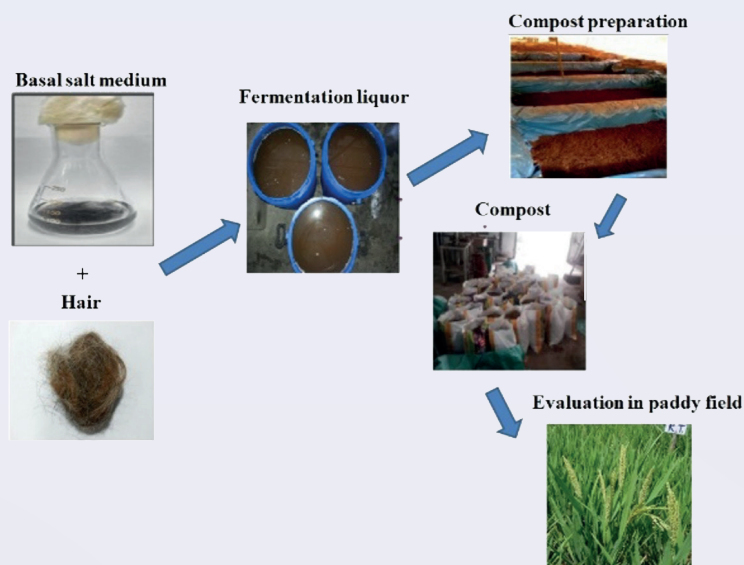 Compost preparation
Basal salt medium
Fermentation liquor
Compost
+
Hair
Evaluation in paddy field
R.T.